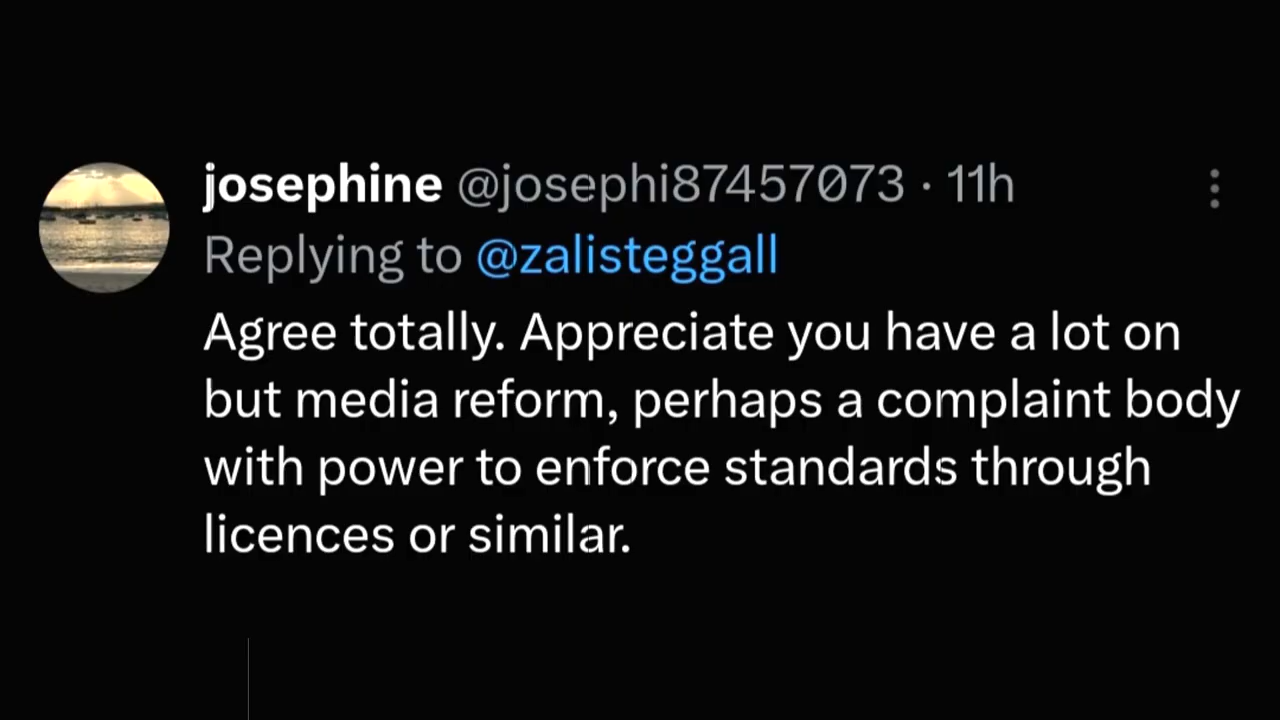 josephine @josephi87457073 · 11h
Replying to @zalisteggall
Agree totally. Appreciate you have a lot on
but media reform, perhaps a complaint body
with power to enforce standards through
licences or similar.